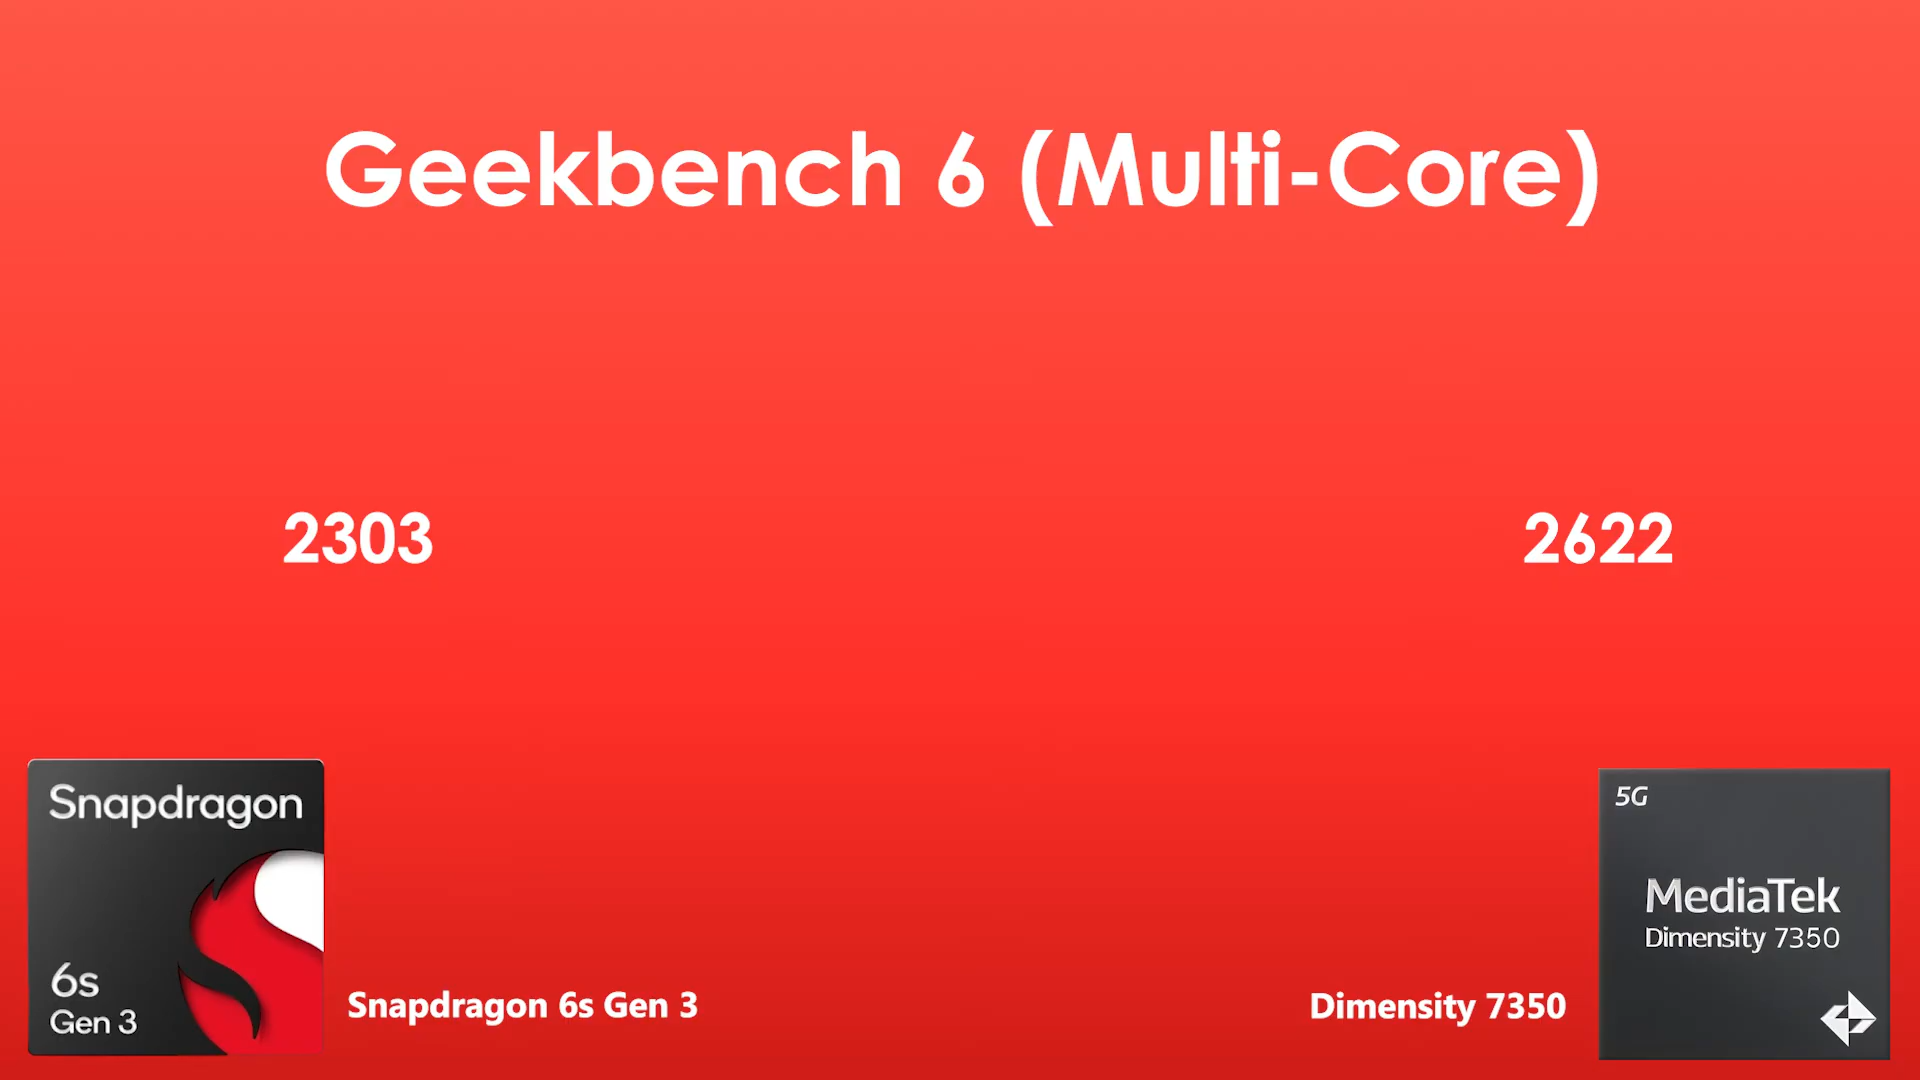 Geekbench 6 (Multi-Core)
2303
2622
Snapdragon
6s
Gen 3
Snapdragon 6s Gen 3
Dimensity 7350
5G
MediaTek
Dimensity 7350